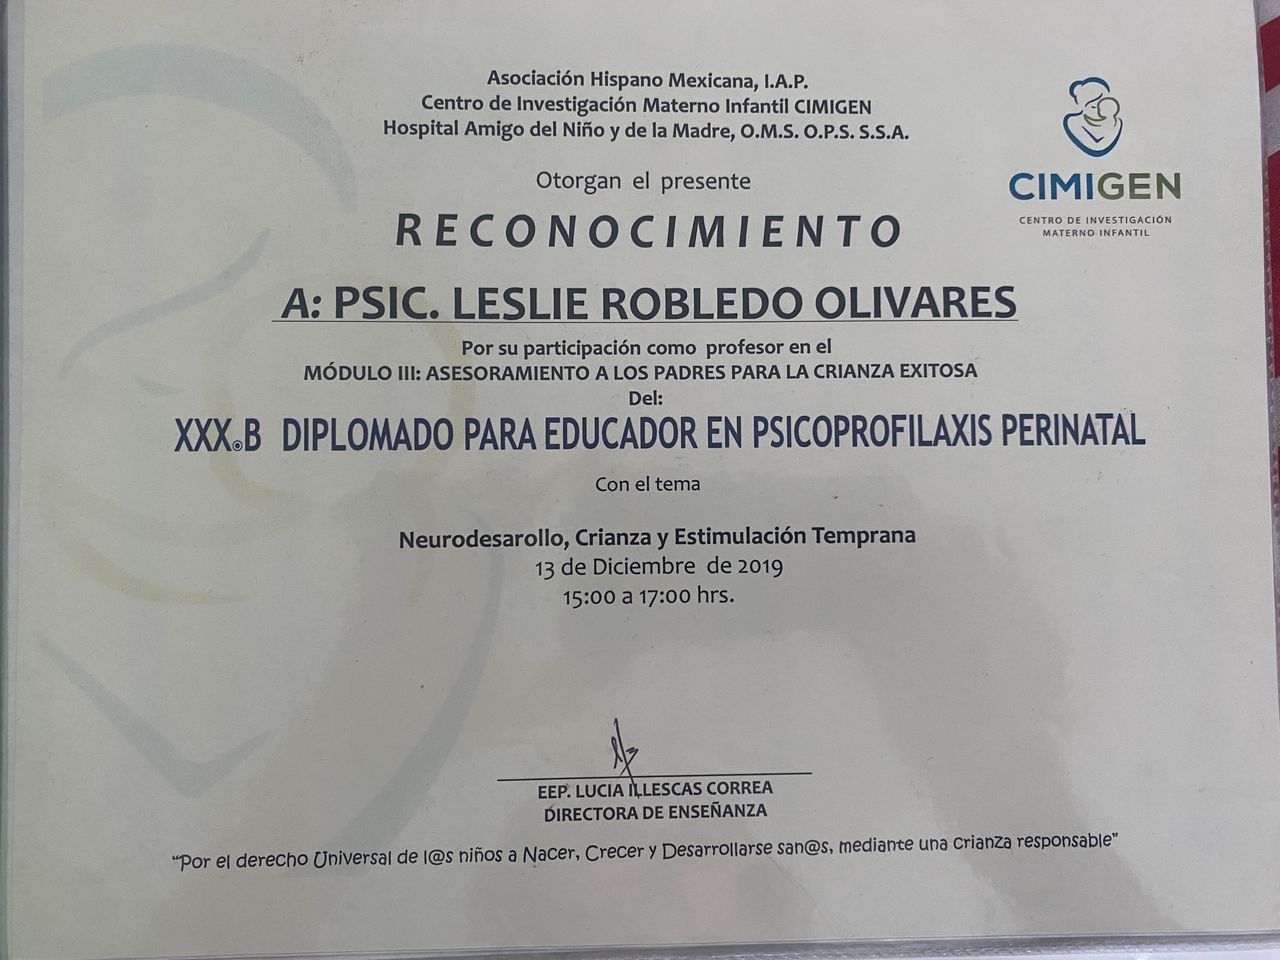 Asociación Hispano Mexicana, I.A.P.
Centro de Investigación Materno Infantil CIMIGEN
Hospital Amigo del Niño y de la Madre, O.M.S. O.P.S. S.S.A.
CIMIGEN
CENTRO DE INVESTIGACIÓN
MATERNO INFANTIL
Otorgan el presente
RECONOCIMIENTO
A: PSIC. LESLIE ROBLEDO OLIVARES
Por su participación como profesor en el
MÓDULO III: ASESORAMIENTO A LOS PADRES PARA LA CRIANZA EXITOSA
Del:
XXX®B DIPLOMADO PARA EDUCADOR EN PSICOPROFILAXIS PERINATAL
Con el tema
Neurodesarollo, Crianza y Estimulación Temprana
13 de Diciembre de 2019
15:00 a 17:00 hrs.
EEP. LUCIA ILLESCAS CORREA
DIRECTORA DE ENSEÑANZA
“Por el derecho Universal de l@s niños a Nacer, Crecer y Desarrollarse san@s, mediante una crianza responsable”